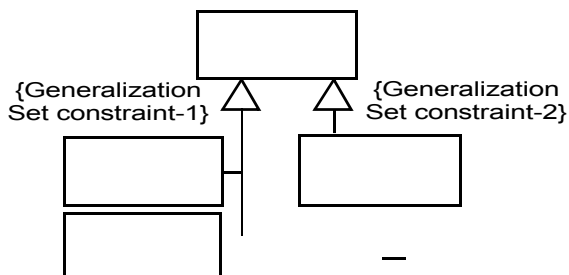 {Generalization
Set constraint-1}
{Generalization
Set constraint-2}